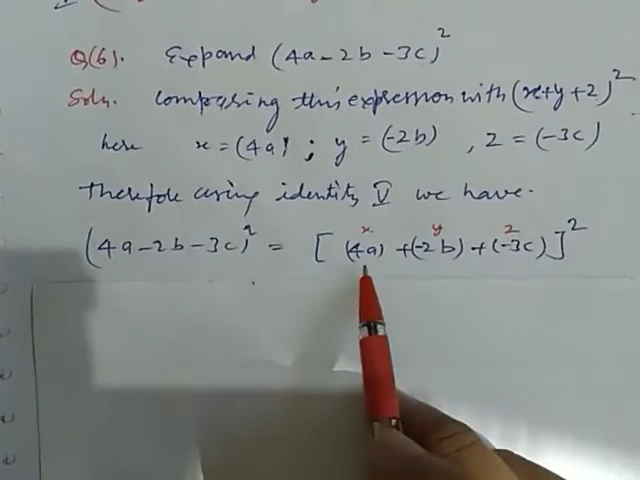 Q(6). Expand (4a - 2b - 3c)²
Soln. Comparing this expression with (x+y+z)²
here x = (4a) ; y = (-2b) , z = (-3c)
Therefore using identity V we have.
x y z
(4a-2b-3c)² = [ (4a) + (-2b) + (-3c) ]²